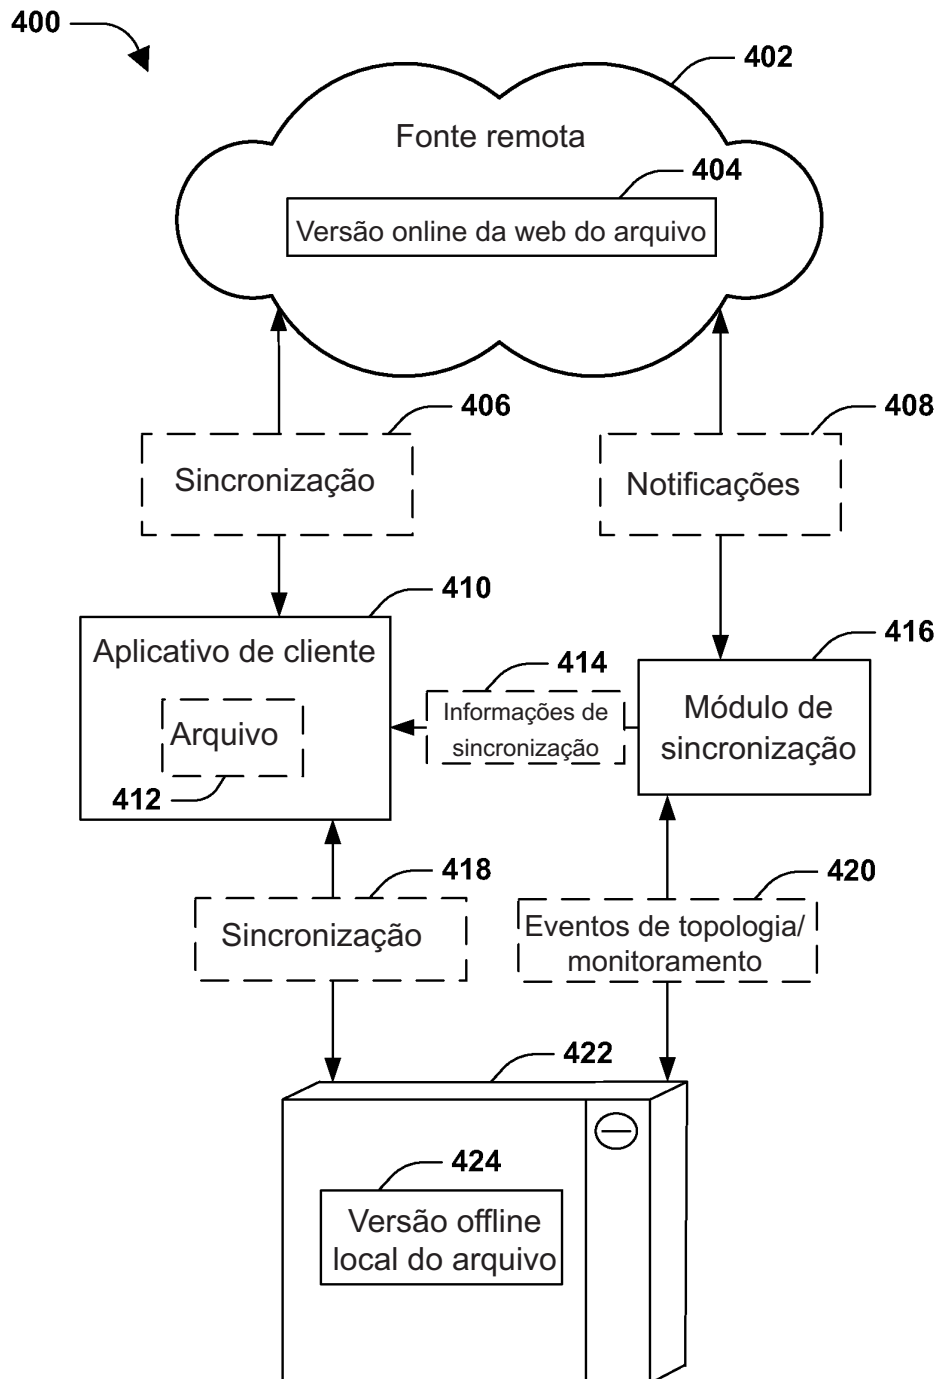 400
402
Fonte remota
404
Versão online da web do arquivo
406
408
Sincronização
Notificações
410
416
Aplicativo de cliente
414
Arquivo
Informações de
sincronização
Módulo de
sincronização
412
418
420
Sincronização
Eventos de topologia/
monitoramento
422
424
Versão offline
local do arquivo